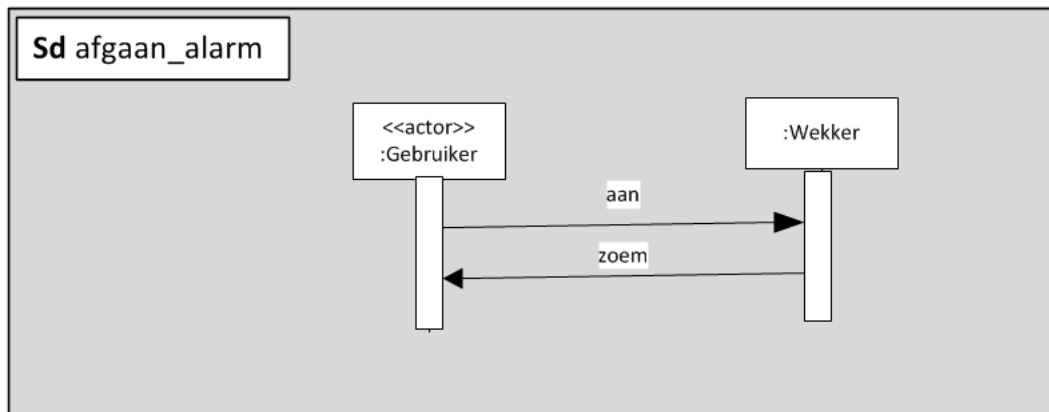 Sd afgaan_alarm
<<actor>>
:Gebruiker
:Wekker
aan
zoem